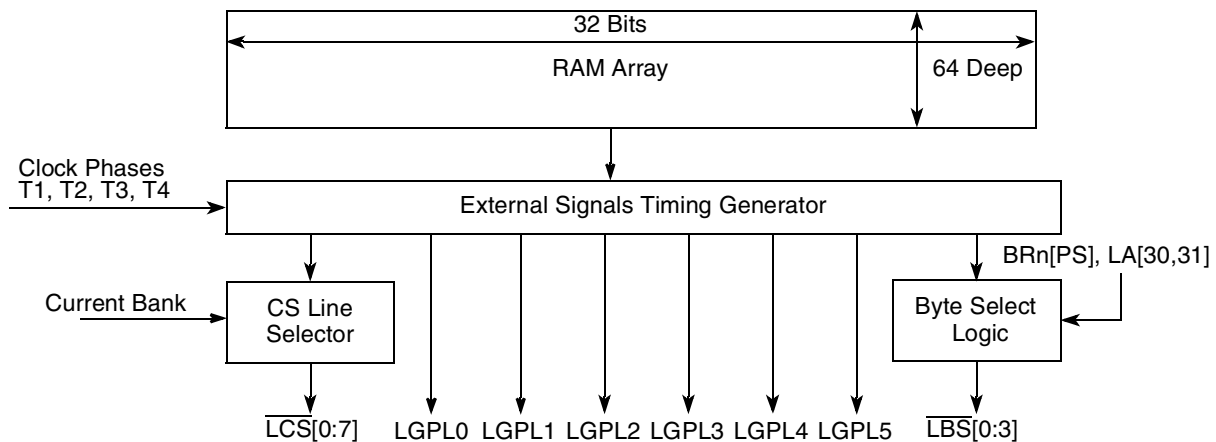 32 Bits
RAM Array
64 Deep
Clock Phases
T1, T2, T3, T4
External Signals Timing Generator
BRn[PS], LA[30,31]
Current Bank
CS Line
Selector
Byte Select
Logic
LCS[0:7]
LGPL0
LGPL1
LGPL2
LGPL3
LGPL4
LGPL5
LBS[0:3]